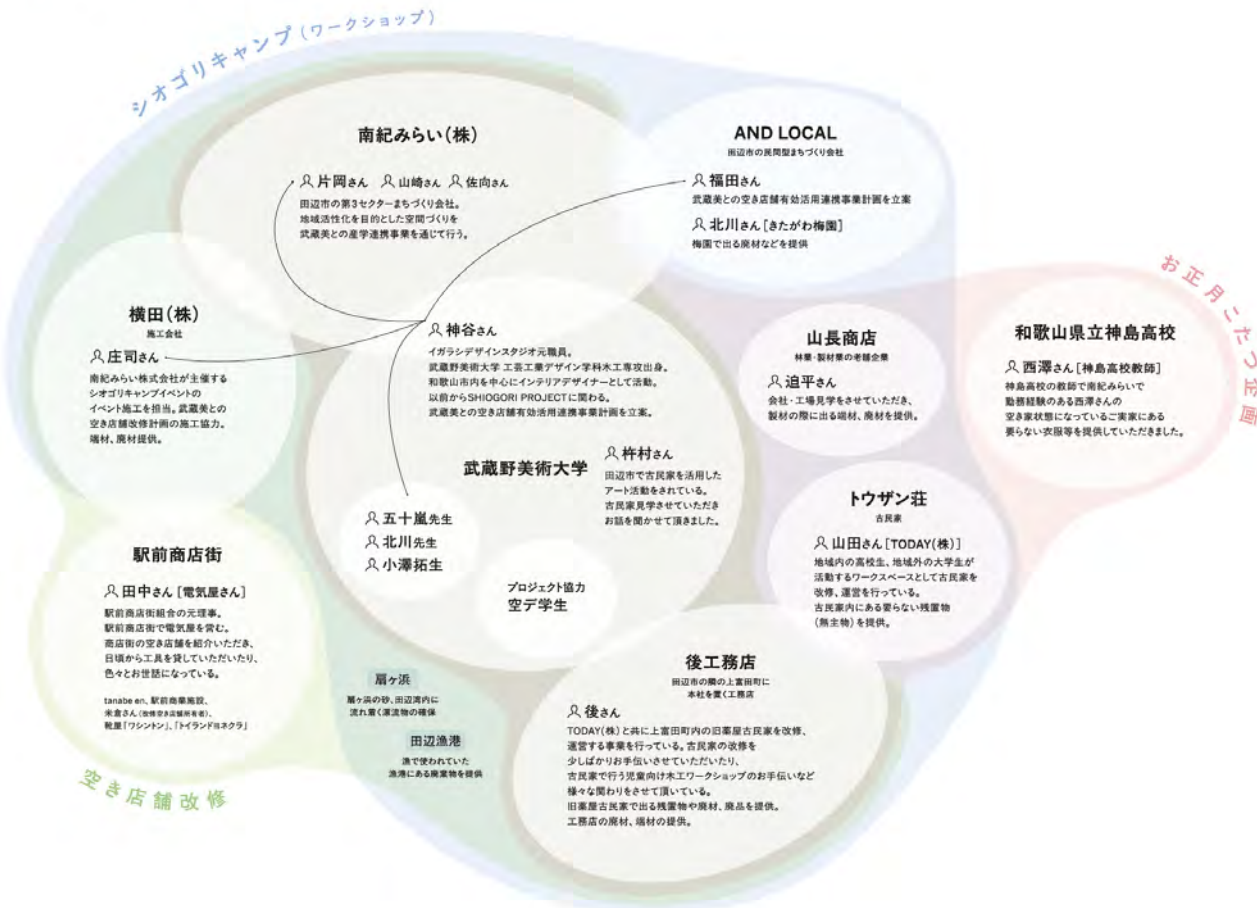 シオゴリキャンプ(ワークショップ)
南紀みらい(株)
片岡さん 山崎さん 佐向さん
田辺市の第3セクターまちづくり会社。
地域活性化を目的とした空間づくりを
武蔵美との産学連携事業を通じて行う。
AND LOCAL
田辺市の民間型まちづくり会社
福田さん
武蔵美との空き店舗有効活用連携事業計画を立案
北川さん[きたがわ梅園]
梅園で出る廃材などを提供
お正月こたつ企画
横田(株)
施工会社
庄司さん
南紀みらい株式会社が主催する
シオゴリキャンプイベントの
イベント施工を担当。武蔵美との
空き店舗改修計画の施工協力。
端材、廃材提供。
神谷さん
イガラシデザインスタジオ元職員。
武蔵野美術大学 工芸工業デザイン学科木工専攻出身。
和歌山市内を中心にインテリアデザイナーとして活動。
以前からSHIOGORI PROJECTに関わる。
武蔵美との空き店舗有効活用連携事業計画を立案。
山長商店
林業・製材業の老舗企業
迫平さん
会社・工場見学をさせていただき、
製材の際に出る端材、廃材を提供。
和歌山県立神島高校
西澤さん[神島高校教師]
神島高校の教師で南紀みらいで
勤務経験のある西澤さんの
空き家状態になっているご実家にある
要らない衣服等を提供していただきました。
武蔵野美術大学
杵村さん
田辺市で古民家を活用した
アート活動をされている。
古民家見学させていただき
お話を聞かせて頂きました。
五十嵐先生
北川先生
小澤拓生
プロジェクト協力
空デ学生
トウザン荘
古民家
山田さん[TODAY(株)]
地域内の高校生、地域外の大学生が
活動するワークスペースとして古民家を
改修、運営を行っている。
古民家内にある要らない残置物
(無主物)を提供。
駅前商店街
田中さん[電気屋さん]
駅前商店街組合の元理事。
駅前商店街で電気屋を営む。
商店街の空き店舗を紹介いただき、
日頃から工具を貸していただいたり、
色々とお世話になっている。
tanabe en、駅前商業施設、
米倉さん(改修空き店舗所有者)、
靴屋「ワシントン」、「トイランドヨネクラ」
空き店舗改修
扇ヶ浜
扇ヶ浜の砂、田辺湾内に
流れ着く漂流物の確保
田辺漁港
漁で使われていた
漁港にある廃棄物を提供
後工務店
田辺市の隣の上富田町に
本社を置く工務店
後さん
TODAY(株)と共に上富田町内の旧薬屋古民家を改修、
運営する事業を行っている。古民家の改修を
少しばかりお手伝いさせていただいたり、
古民家で行う児童向け木工ワークショップのお手伝いなど
様々な関わりをさせて頂いている。
旧薬屋古民家で出る残置物や廃材、廃品を提供。
工務店の廃材、端材の提供。